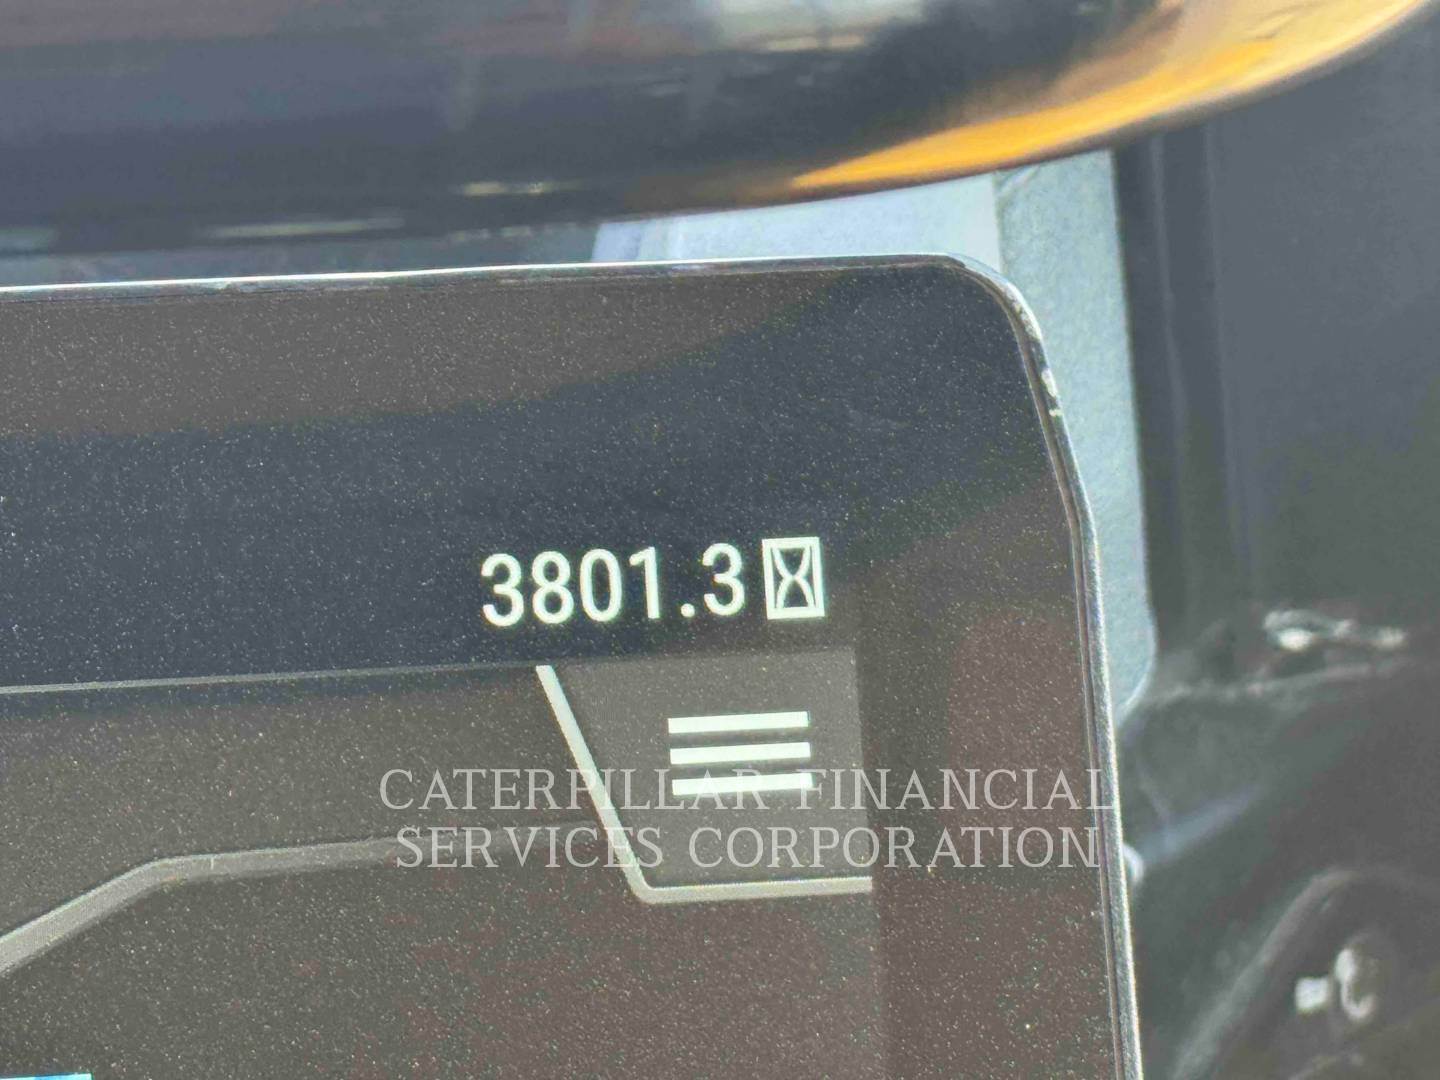 3801.3
CATERPILLAR FINANCIAL
SERVICES CORPORATION